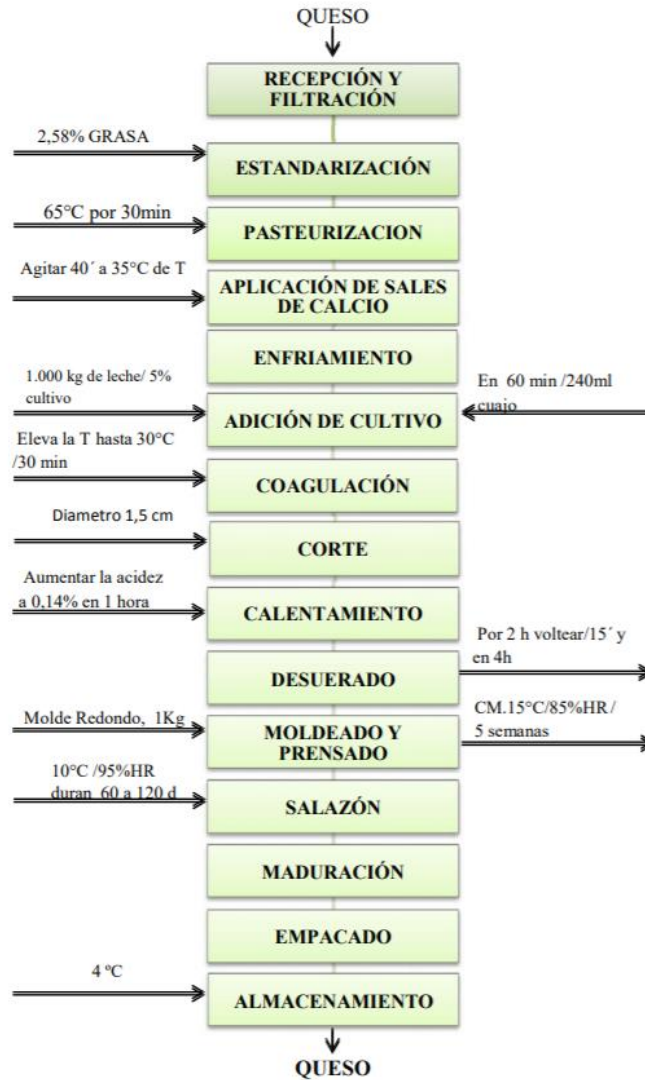 QUESO
RECEPCIÓN Y
FILTRACIÓN
2,58% GRASA
ESTANDARIZACIÓN
65°C por 30min
PASTEURIZACION
Agitar 40´ a 35°C de T
APLICACIÓN DE SALES
DE CALCIO
ENFRIAMIENTO
1.000 kg de leche/ 5%
cultivo
En 60 min /240ml
cuajo
ADICIÓN DE CULTIVO
Eleva la T hasta 30°C
/30 min
COAGULACIÓN
Diametro 1,5 cm
CORTE
Aumentar la acidez
a 0,14% en 1 hora
CALENTAMIENTO
Por 2 h voltear/15´ y
en 4h
DESUERADO
Molde Redondo, 1Kg
CM.15°C/85%HR /
5 semanas
MOLDEADO Y
PRENSADO
10°C /95%HR
duran 60 a 120 d
SALAZÓN
MADURACIÓN
EMPACADO
4 ºC
ALMACENAMIENTO
QUESO